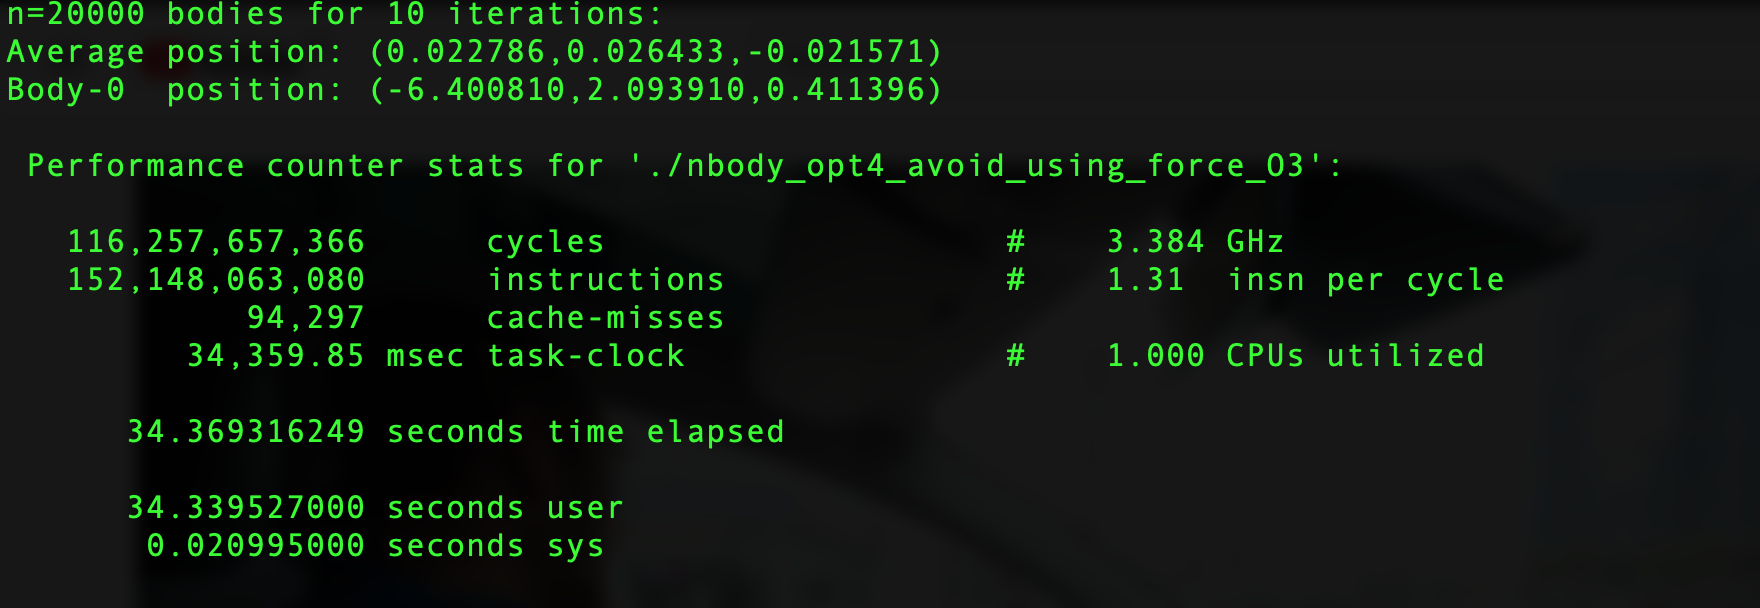 n=20000 bodies for 10 iterations:
Average position: (0.022786,0.026433,-0.021571)
Body-0  position: (-6.400810,2.093910,0.411396)
Performance counter stats for './nbody_opt4_avoid_using_force_O3':
116,257,657,366      cycles                    #    3.384 GHz
152,148,063,080      instructions              #    1.31  insn per cycle
94,297      cache-misses
34,359.85 msec task-clock                #    1.000 CPUs utilized
34.369316249 seconds time elapsed
34.339527000 seconds user
0.020995000 seconds sys